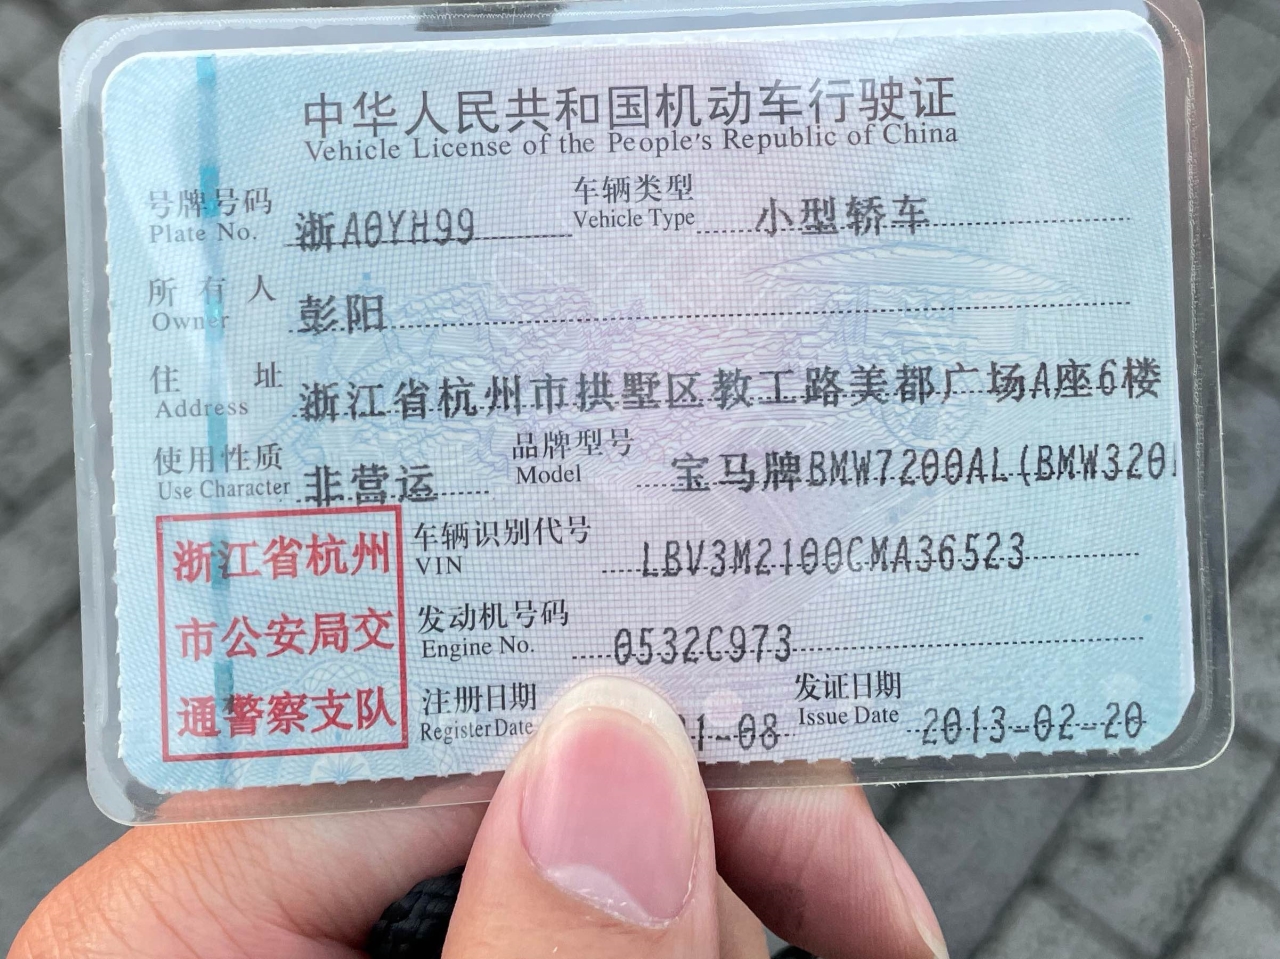 中华人民共和国机动车行驶证
Vehicle License of the People's Republic of China
号牌号码 浙A0YH99 车辆类型 小型轿车
Plate No. Vehicle Type
所有人 彭阳
Owner
住址 浙江省杭州市拱墅区教工路美都广场A座6楼
Address
使用性质 非营运 品牌型号 宝马牌BMW7200AL(BMW320
Use Character Model
浙江省杭州
市公安局交
通警察支队
车辆识别代号 LBV3M2100CMA36523
VIN
发动机号码 0532C973
Engine No.
注册日期 1-08 发证日期 2013-02-20
Register Date Issue Date